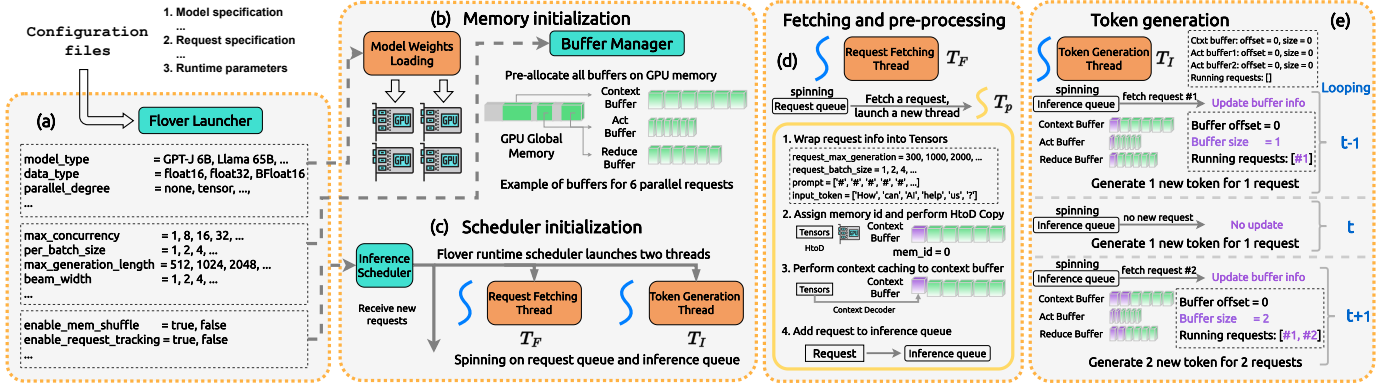 Configuration
files
1. Model specification
...
2. Request specification
...
3. Runtime parameters
(a)
Flover Launcher
model_type = GPT-J 6B, Llama 65B, ...
data_type = float16, float32, BFloat16
parallel_degree = none, tensor, ...,
...
max_concurrency = 1, 8, 16, 32, ...
per_batch_size = 1, 2, 4, ...
max_generation_length = 512, 1024, 2048, ...
beam_width = 1, 2, 4, ...
...
enable_mem_shuffle = true, false
enable_request_tracking = true, false
...
(b) Memory initialization
Model Weights
Loading
GPU GPU
GPU GPU
Buffer Manager
Pre-allocate all buffers on GPU memory
GPU Global
Memory
Context
Buffer
Act
Buffer
Reduce
Buffer
Example of buffers for 6 parallel requests
(c) Scheduler initialization
Inference
Scheduler
Flover runtime scheduler launches two threads
Receive new
requests
Request Fetching
Thread
T_F
Token Generation
Thread
T_I
Spinning on request queue and inference queue
Fetching and pre-processing
(d)
Request Fetching
Thread
T_F
spinning
Request queue
Fetch a request,
launch a new thread
T_p
1. Wrap request info into Tensors
request_max_generation = 300, 1000, 2000, ...
request_batch_size = 1, 2, 4, ...
prompt = ['#', '#', '#', '#', '#', ...]
input_token = ['How', 'can', 'AI', 'help', 'us', '?']
2. Assign memory id and perform HtoD Copy
Tensors
HtoD
GPU
Context
Buffer
mem_id = 0
3. Perform context caching to context buffer
Tensors
Context
Buffer
Context Decoder
4. Add request to inference queue
Request
Inference queue
Token generation
(e)
Token Generation
Thread
T_I
Ctxt buffer: offset = 0, size = 0
Act buffer1: offset = 0, size = 0
Act buffer2: offset = 0, size = 0
Running requests: []
Looping
spinning
Inference queue
fetch request #1
Update buffer info
Context Buffer
Act Buffer
Reduce Buffer
Buffer offset = 0
Buffer size = 1
Running requests: [#1]
t-1
Generate 1 new token for 1 request
spinning
Inference queue
no new request
No update
t
Generate 1 new token for 1 request
spinning
Inference queue
fetch request #2
Update buffer info
Context Buffer
Act Buffer
Reduce Buffer
Buffer offset = 0
Buffer size = 2
Running requests: [#1, #2]
t+1
Generate 2 new token for 2 requests